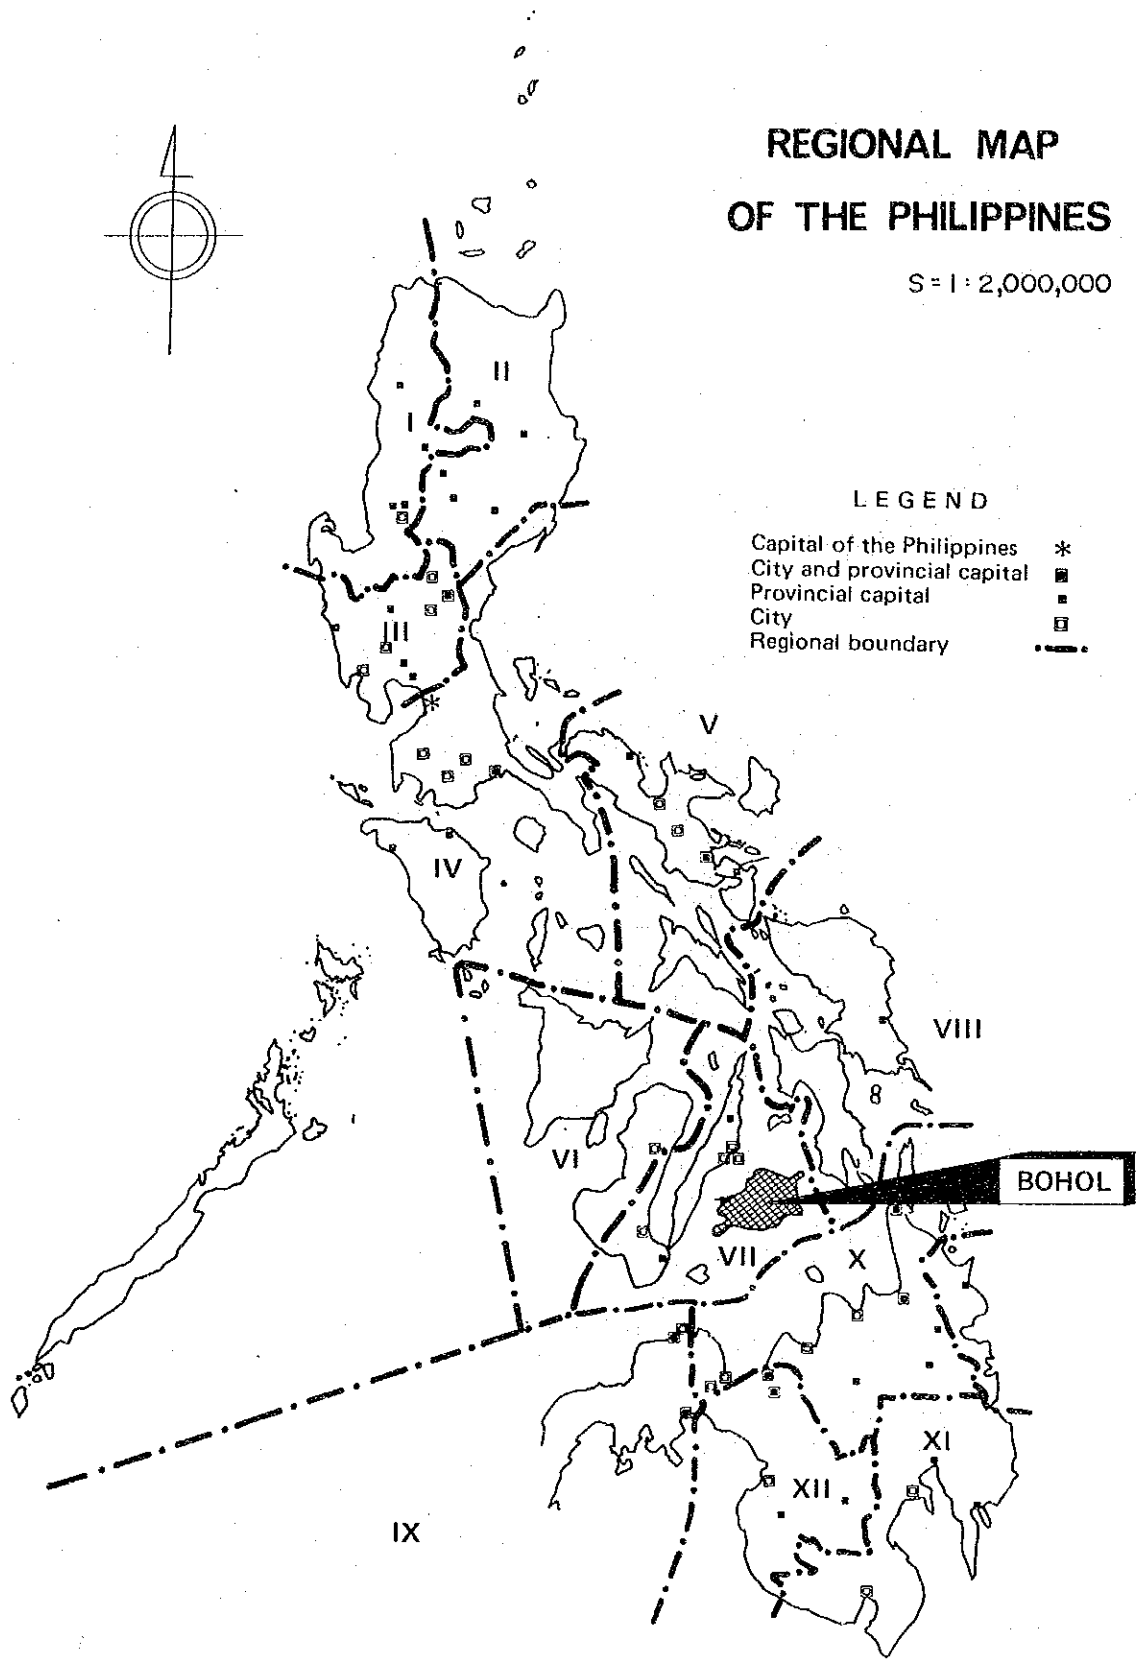 REGIONAL MAP
OF THE PHILIPPINES
S = 1 : 2,000,000
II
I
LEGEND
Capital of the Philippines
City and provincial capital
Provincial capital
City
Regional boundary
III
V
IV
VIII
VI
BOHOL
VII
X
XI
XII
IX